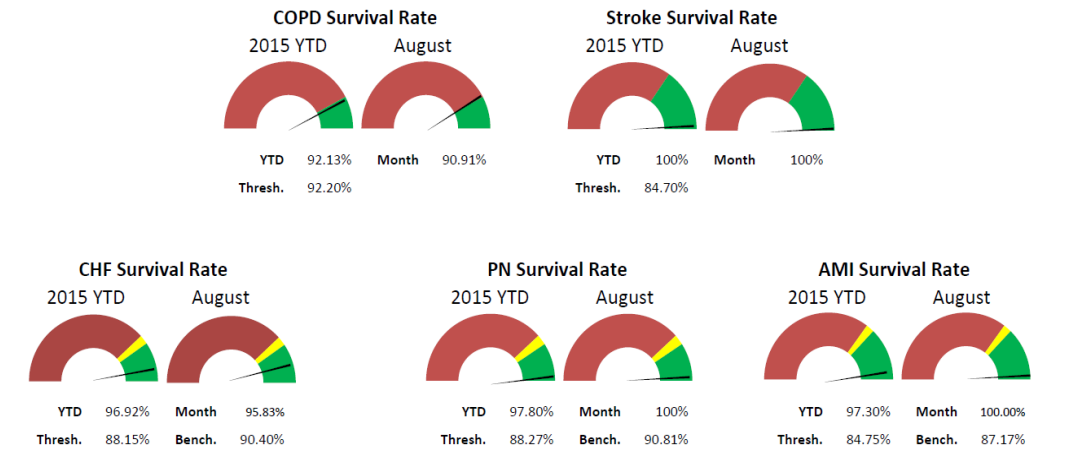 COPD Survival Rate
2015 YTD August
YTD 92.13% Month 90.91%
Thresh. 92.20%
Stroke Survival Rate
2015 YTD August
YTD 100% Month 100%
Thresh. 84.70%
CHF Survival Rate
2015 YTD August
YTD 96.92% Month 95.83%
Thresh. 88.15% Bench. 90.40%
PN Survival Rate
2015 YTD August
YTD 97.80% Month 100%
Thresh. 88.27% Bench. 90.81%
AMI Survival Rate
2015 YTD August
YTD 97.30% Month 100.00%
Thresh. 84.75% Bench. 87.17%